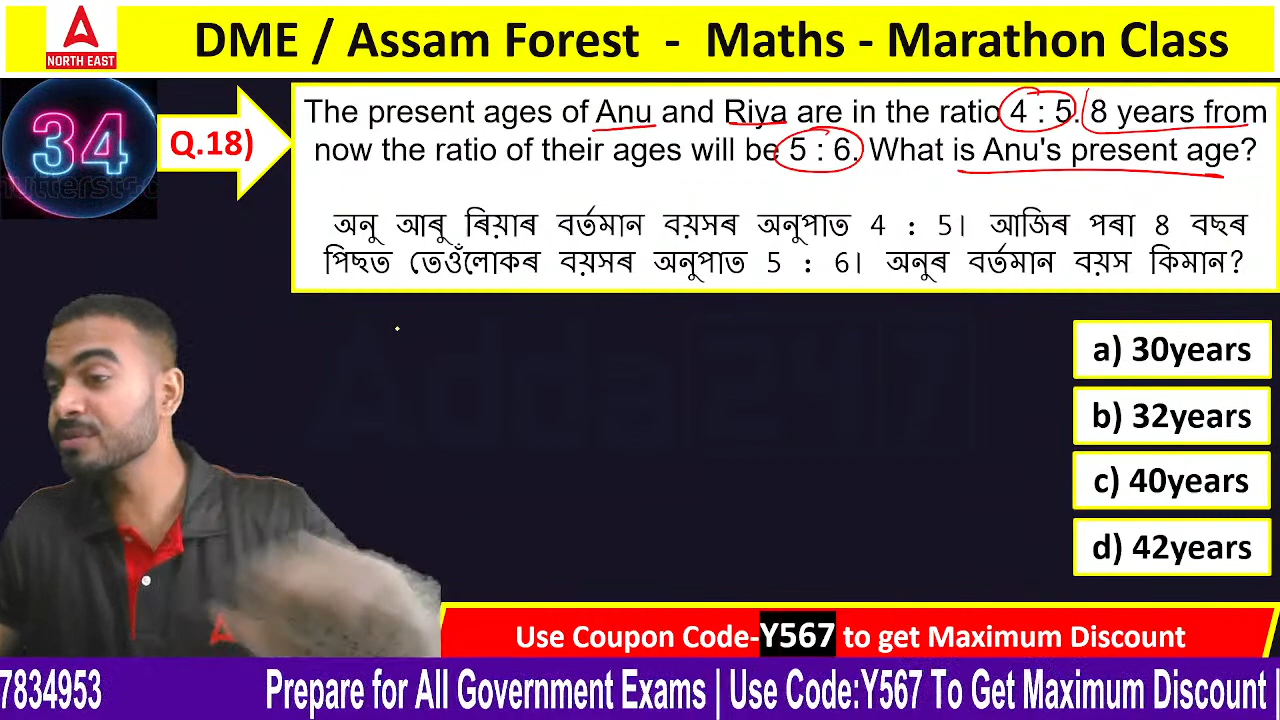 NORTH EAST
DME / Assam Forest - Maths - Marathon Class
34
Q.18)
The present ages of Anu and Riya are in the ratio 4 : 5. 8 years from
now the ratio of their ages will be 5 : 6. What is Anu's present age?
অনু আৰু ৰিয়াৰ বৰ্তমান বয়সৰ অনুপাত 4 : 5। আজিৰ পৰা 8 বছৰ
পিছত তেওঁলোকৰ বয়সৰ অনুপাত 5 : 6। অনুৰ বৰ্তমান বয়স কিমান?
Adda 247
a) 30years
b) 32years
c) 40years
d) 42years
Use Coupon Code-Y567 to get Maximum Discount
7834953 Prepare for All Government Exams | Use Code:Y567 To Get Maximum Discount |